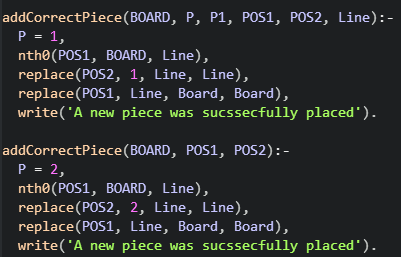 addCorrectPiece(BOARD, P, P1, POS1, POS2, Line):-
P = 1,
nth0(POS1, BOARD, Line),
replace(POS2, 1, Line, Line),
replace(POS1, Line, Board, Board),
write('A new piece was sucssecfully placed').
addCorrectPiece(BOARD, POS1, POS2):-
P = 2,
nth0(POS1, BOARD, Line),
replace(POS2, 2, Line, Line),
replace(POS1, Line, Board, Board),
write('A new piece was sucssecfully placed').